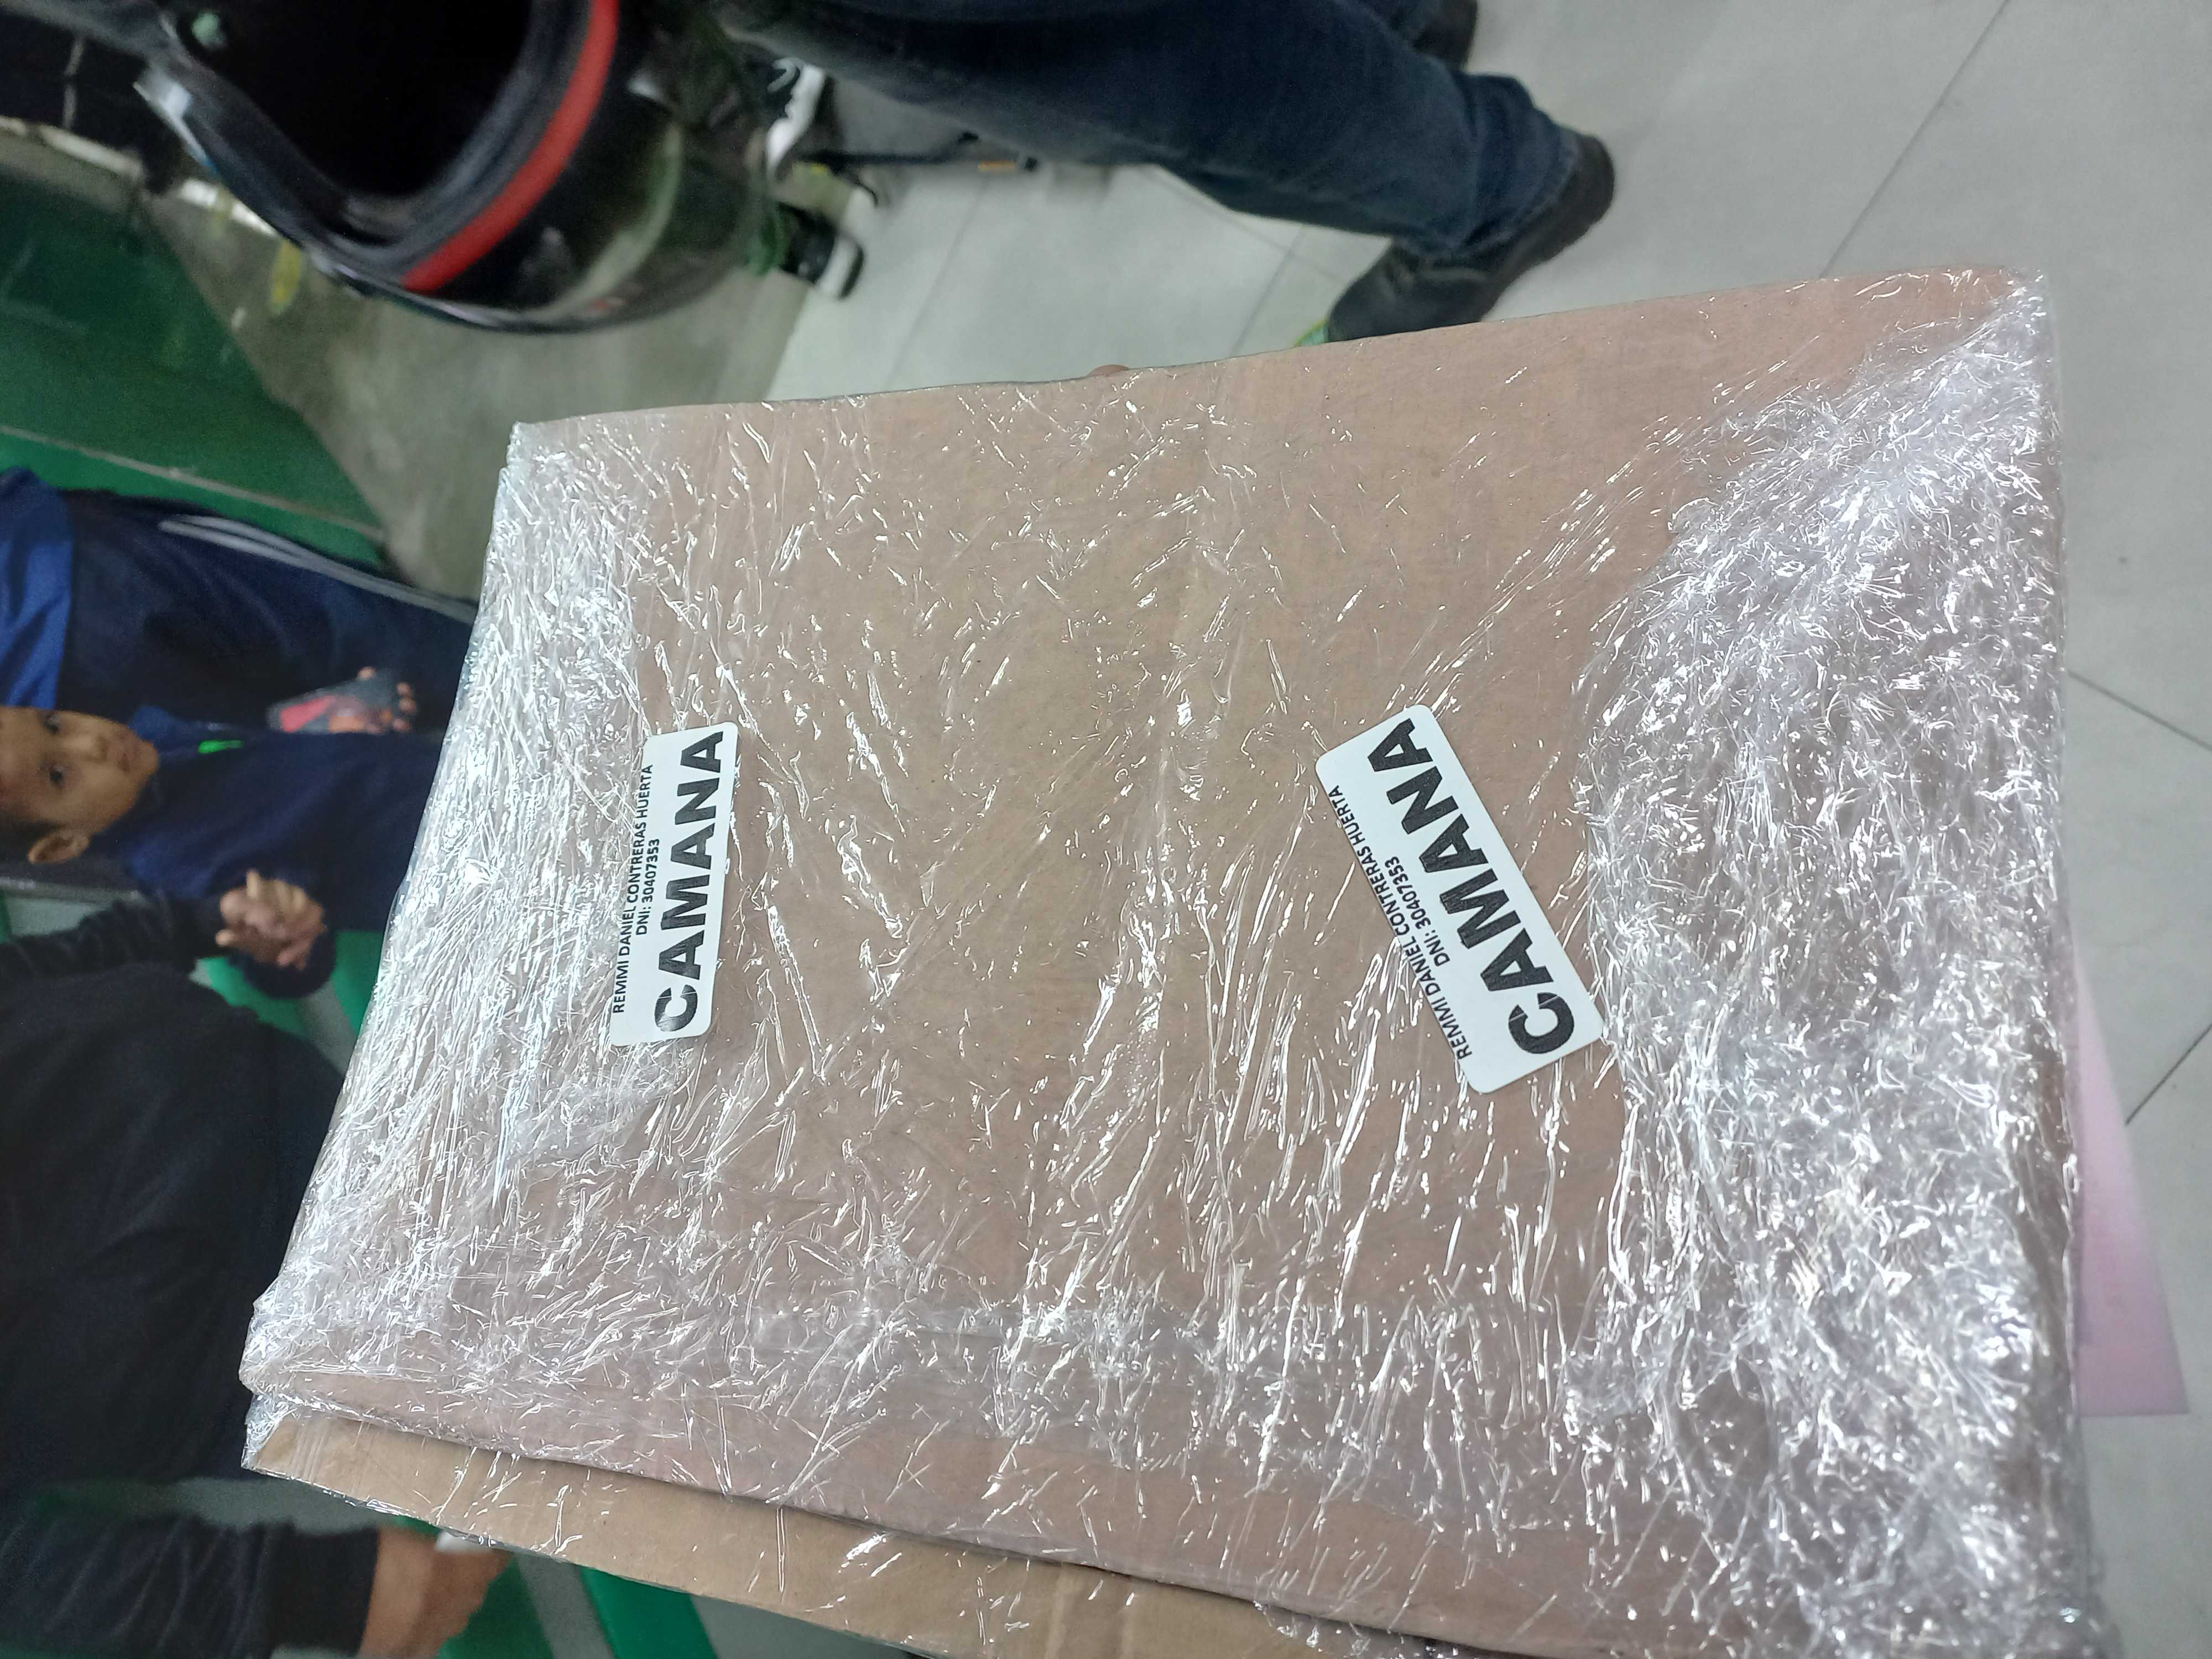 REMMI DANIEL CONTRERAS HUERTA
DNI: 30407353
CAMANA
REMMI DANIEL CONTRERAS HUERTA
DNI: 30407353
CAMANA